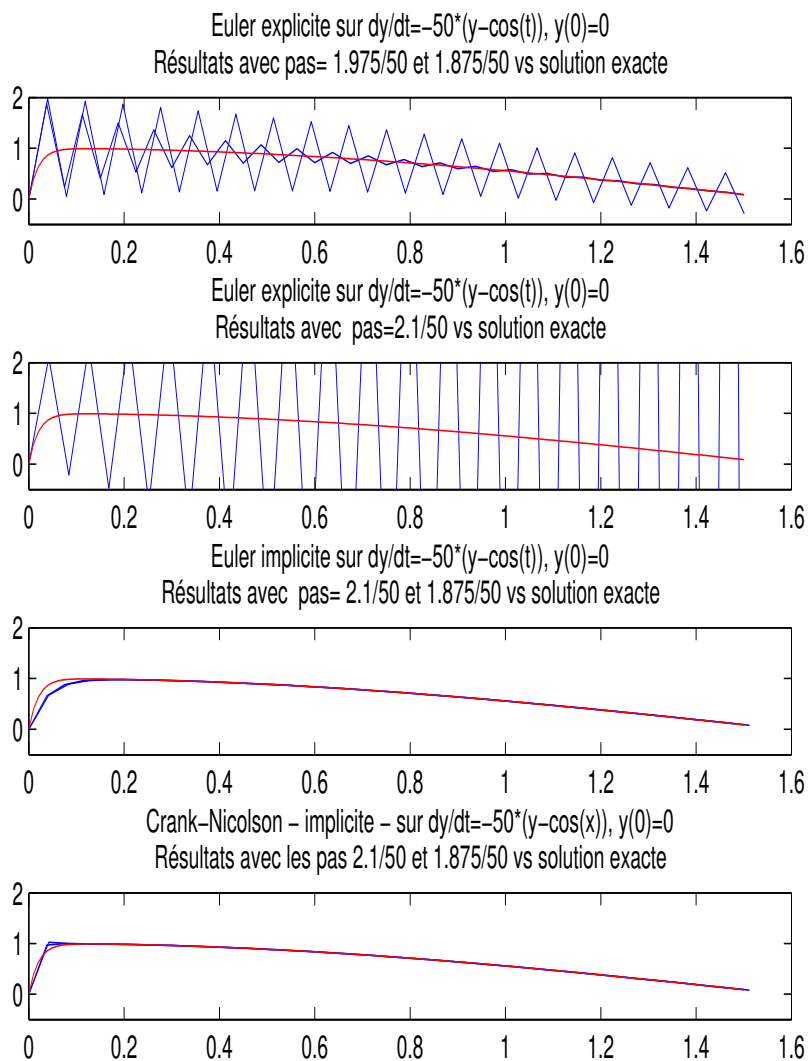 Euler explicite sur dy/dt=−50*(y−cos(t)), y(0)=0
Résultats avec pas= 1.975/50 et 1.875/50 vs solution exacte
2
1
0
0 0.2 0.4 0.6 0.8 1 1.2 1.4 1.6
Euler explicite sur dy/dt=−50*(y−cos(t)), y(0)=0
Résultats avec pas=2.1/50 vs solution exacte
2
1
0
0 0.2 0.4 0.6 0.8 1 1.2 1.4 1.6
Euler implicite sur dy/dt=−50*(y−cos(t)), y(0)=0
Résultats avec pas= 2.1/50 et 1.875/50 vs solution exacte
2
1
0
0 0.2 0.4 0.6 0.8 1 1.2 1.4 1.6
Crank−Nicolson − implicite − sur dy/dt=−50*(y−cos(x)), y(0)=0
Résultats avec les pas 2.1/50 et 1.875/50 vs solution exacte
2
1
0
0 0.2 0.4 0.6 0.8 1 1.2 1.4 1.6